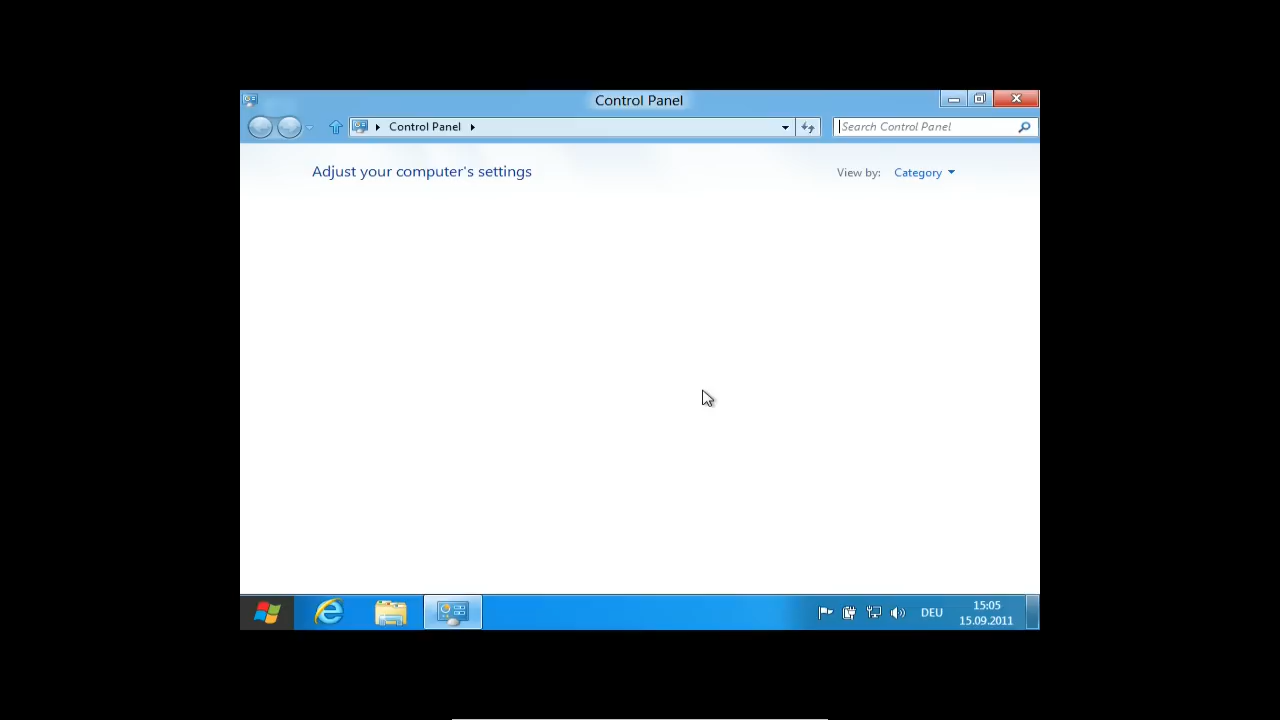 Control Panel
Control Panel
Search Control Panel
Adjust your computer's settings
View by: Category
DEU
15:05
15.09.2011